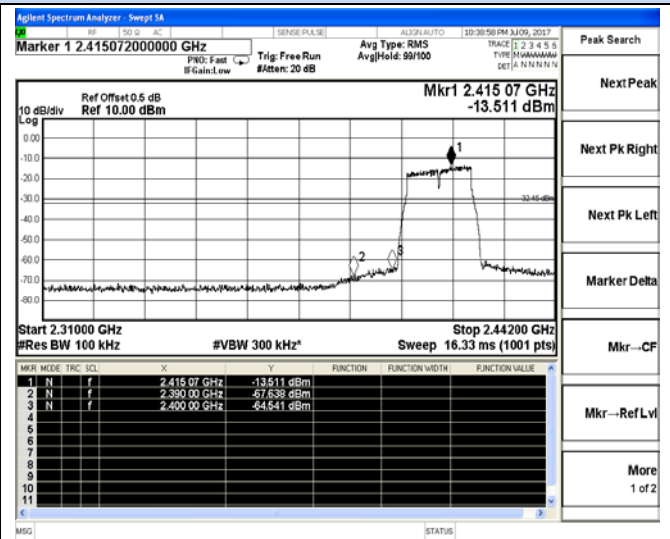 Agilent Spectrum Analyzer - Swept SA
RF 50 Ω AC SENSE:PULSE ALIGN AUTO 10:38:58 PM JUl 09, 2017
Marker 1 2.415072000000 GHz
PNO: Fast
IFGain:Low
Trig: Free Run
#Atten: 20 dB
Avg Type: RMS
Avg|Hold: 99/100
TRACE 1 2 3 4 5 6
TYPE MWWWWW
DET A N N N N N
Peak Search
Ref Offset 0.5 dB
10 dB/div Ref 10.00 dBm
Mkr1 2.415 07 GHz
-13.511 dBm
Log
0.00
-10.0
-20.0
-30.0
-40.0
-50.0
-60.0
-70.0
-80.0
1
2
3
-32.45 dBm
Start 2.31000 GHz
Stop 2.44200 GHz
#Res BW 100 kHz
#VBW 300 kHz*
Sweep 16.33 ms (1001 pts)
MKR MODE TRC SCL X Y FUNCTION FUNCTION WIDTH FUNCTION VALUE
1 N f 2.415 07 GHz -13.511 dBm
2 N f 2.390 00 GHz -67.638 dBm
3 N f 2.400 00 GHz -64.541 dBm
4
5
6
7
8
9
10
11
MSG
STATUS
Next Peak
Next Pk Right
Next Pk Left
Marker Delta
Mkr→CF
Mkr→Ref Lvl
More
1 of 2